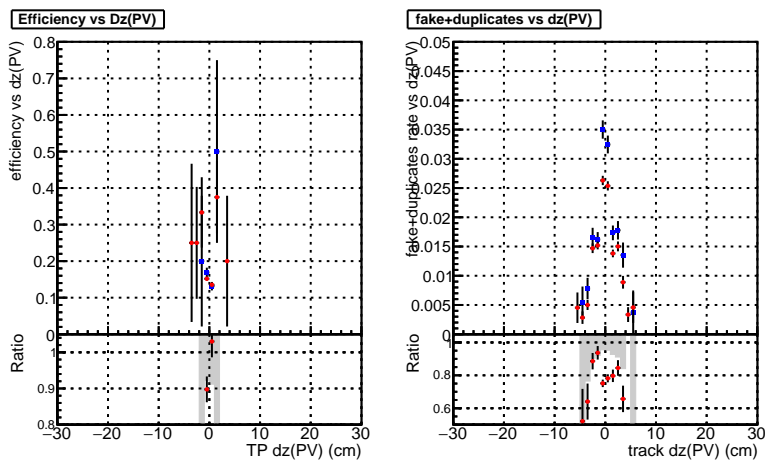 Efficiency vs Dz(PV)
efficiency vs dz(PV)
0.8
0.7
0.6
0.5
0.4
0.3
0.2
0.1
0
Ratio
1
0.9
0.8
−30 −20 −10 0 10 20 30
TP dz(PV) (cm)
fake+duplicates vs dz(PV)
fake+duplicates rate vs dz(PV)
0.05
0.045
0.04
0.035
0.03
0.025
0.02
0.015
0.01
0.005
0
Ratio
1
0.8
0.6
−30 −20 −10 0 10 20 30
track dz(PV) (cm)